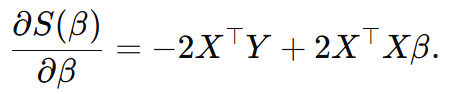 ∂S(β)/∂β = −2X⊤Y + 2X⊤Xβ.